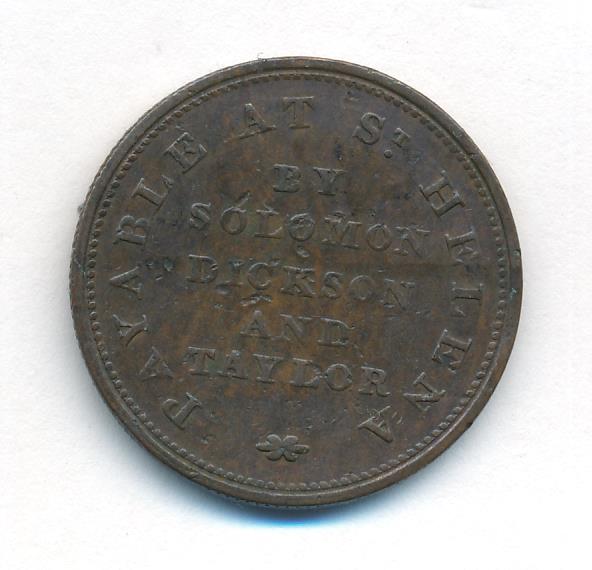 PAYABLE AT ST. HELENA
BY
SOLOMON
DICKSON
AND
TAYLOR